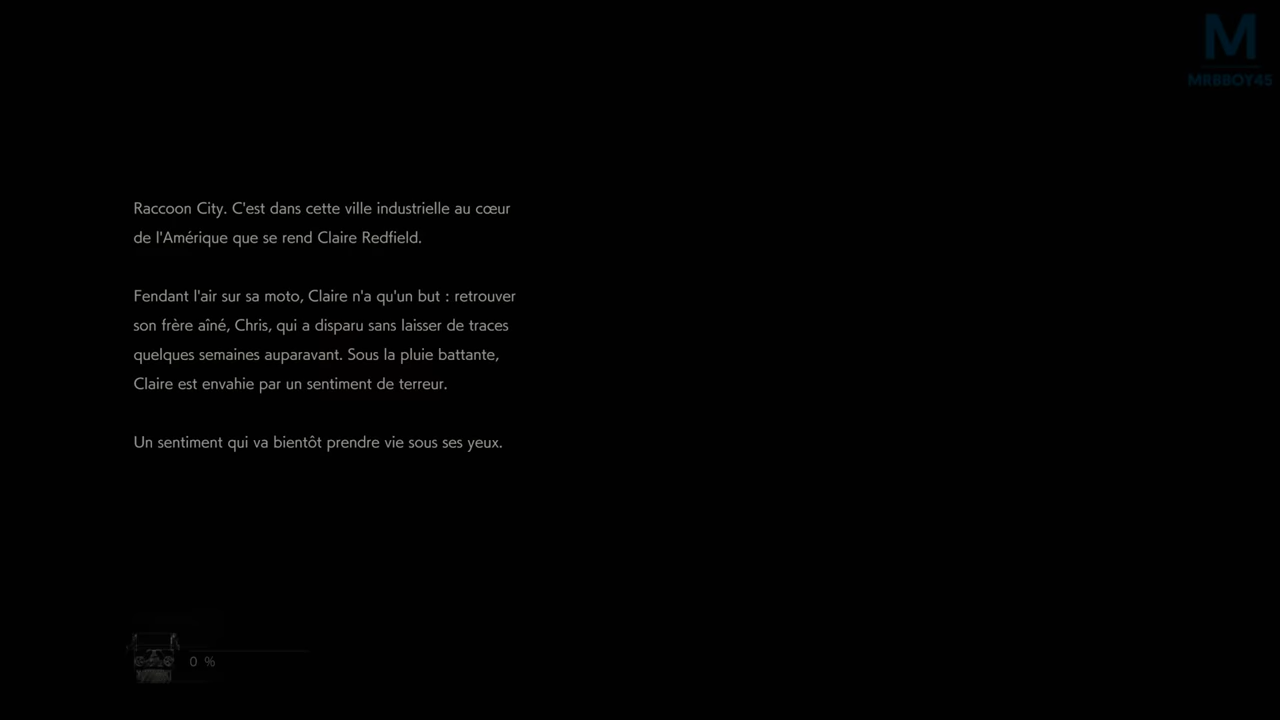 M
MRBBOY45
Raccoon City. C'est dans cette ville industrielle au cœur
de l'Amérique que se rend Claire Redfield.
Fendant l'air sur sa moto, Claire n'a qu'un but : retrouver
son frère aîné, Chris, qui a disparu sans laisser de traces
quelques semaines auparavant. Sous la pluie battante,
Claire est envahie par un sentiment de terreur.
Un sentiment qui va bientôt prendre vie sous ses yeux.
0 %